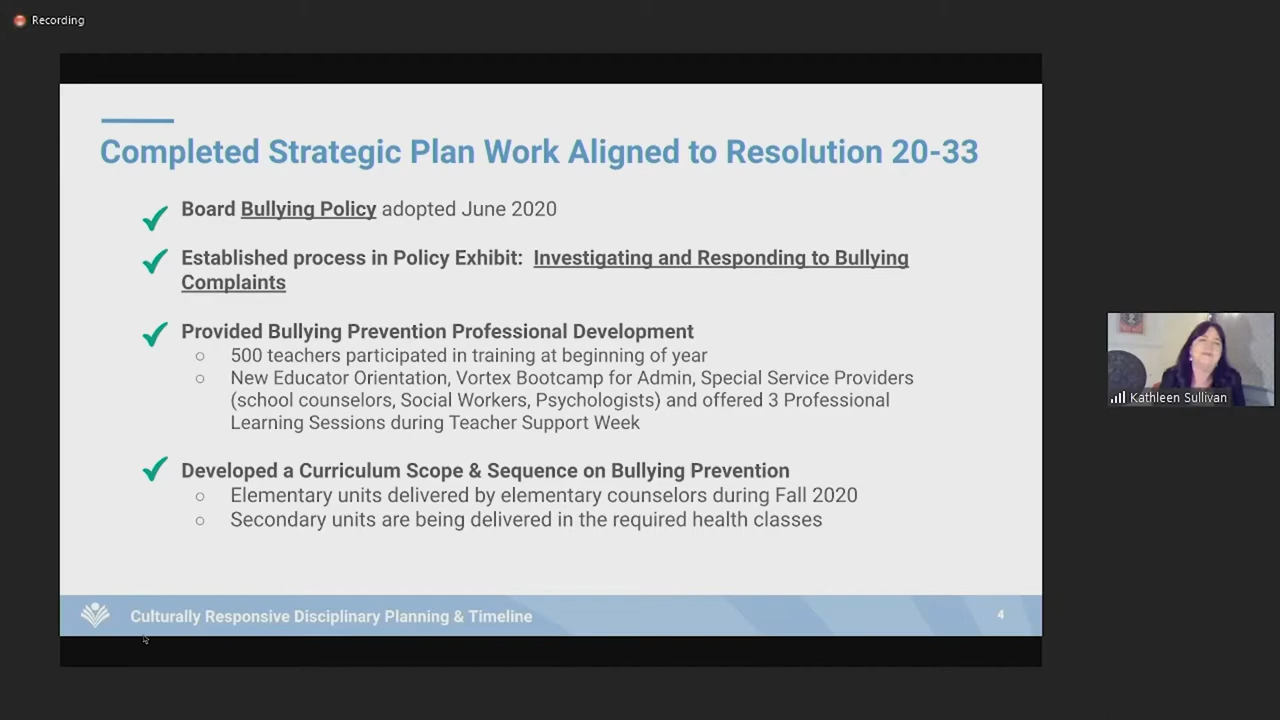 Recording
Completed Strategic Plan Work Aligned to Resolution 20-33
Board Bullying Policy adopted June 2020
Established process in Policy Exhibit: Investigating and Responding to Bullying
Complaints
Provided Bullying Prevention Professional Development
500 teachers participated in training at beginning of year
New Educator Orientation, Vortex Bootcamp for Admin, Special Service Providers
(school counselors, Social Workers, Psychologists) and offered 3 Professional
Learning Sessions during Teacher Support Week
Developed a Curriculum Scope & Sequence on Bullying Prevention
Elementary units delivered by elementary counselors during Fall 2020
Secondary units are being delivered in the required health classes
Culturally Responsive Disciplinary Planning & Timeline
4
Kathleen Sullivan